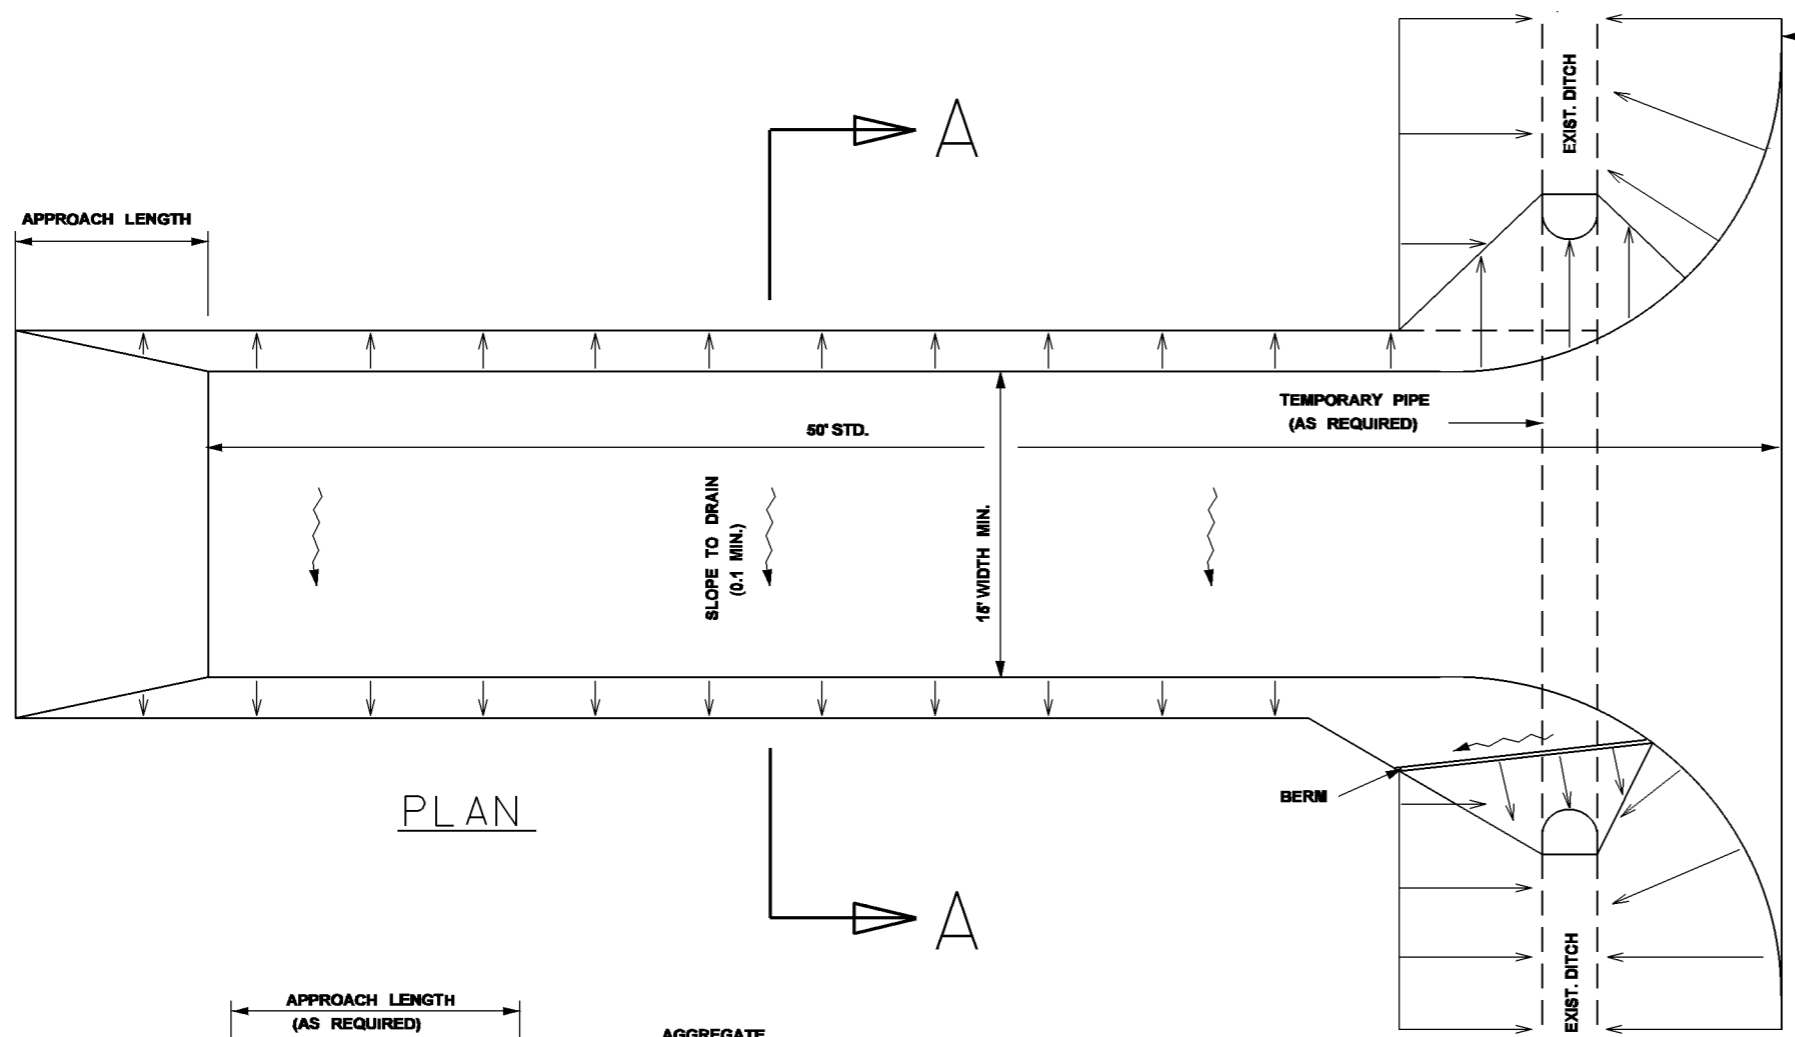 A
EXIST. DITCH
APPROACH LENGTH
TEMPORARY PIPE
(AS REQUIRED)
50' STD.
SLOPE TO DRAIN
(0.1 MIN.)
15' WIDTH MIN.
BERM
PLAN
A
EXIST. DITCH
APPROACH LENGTH
(AS REQUIRED)
AGGREGATE